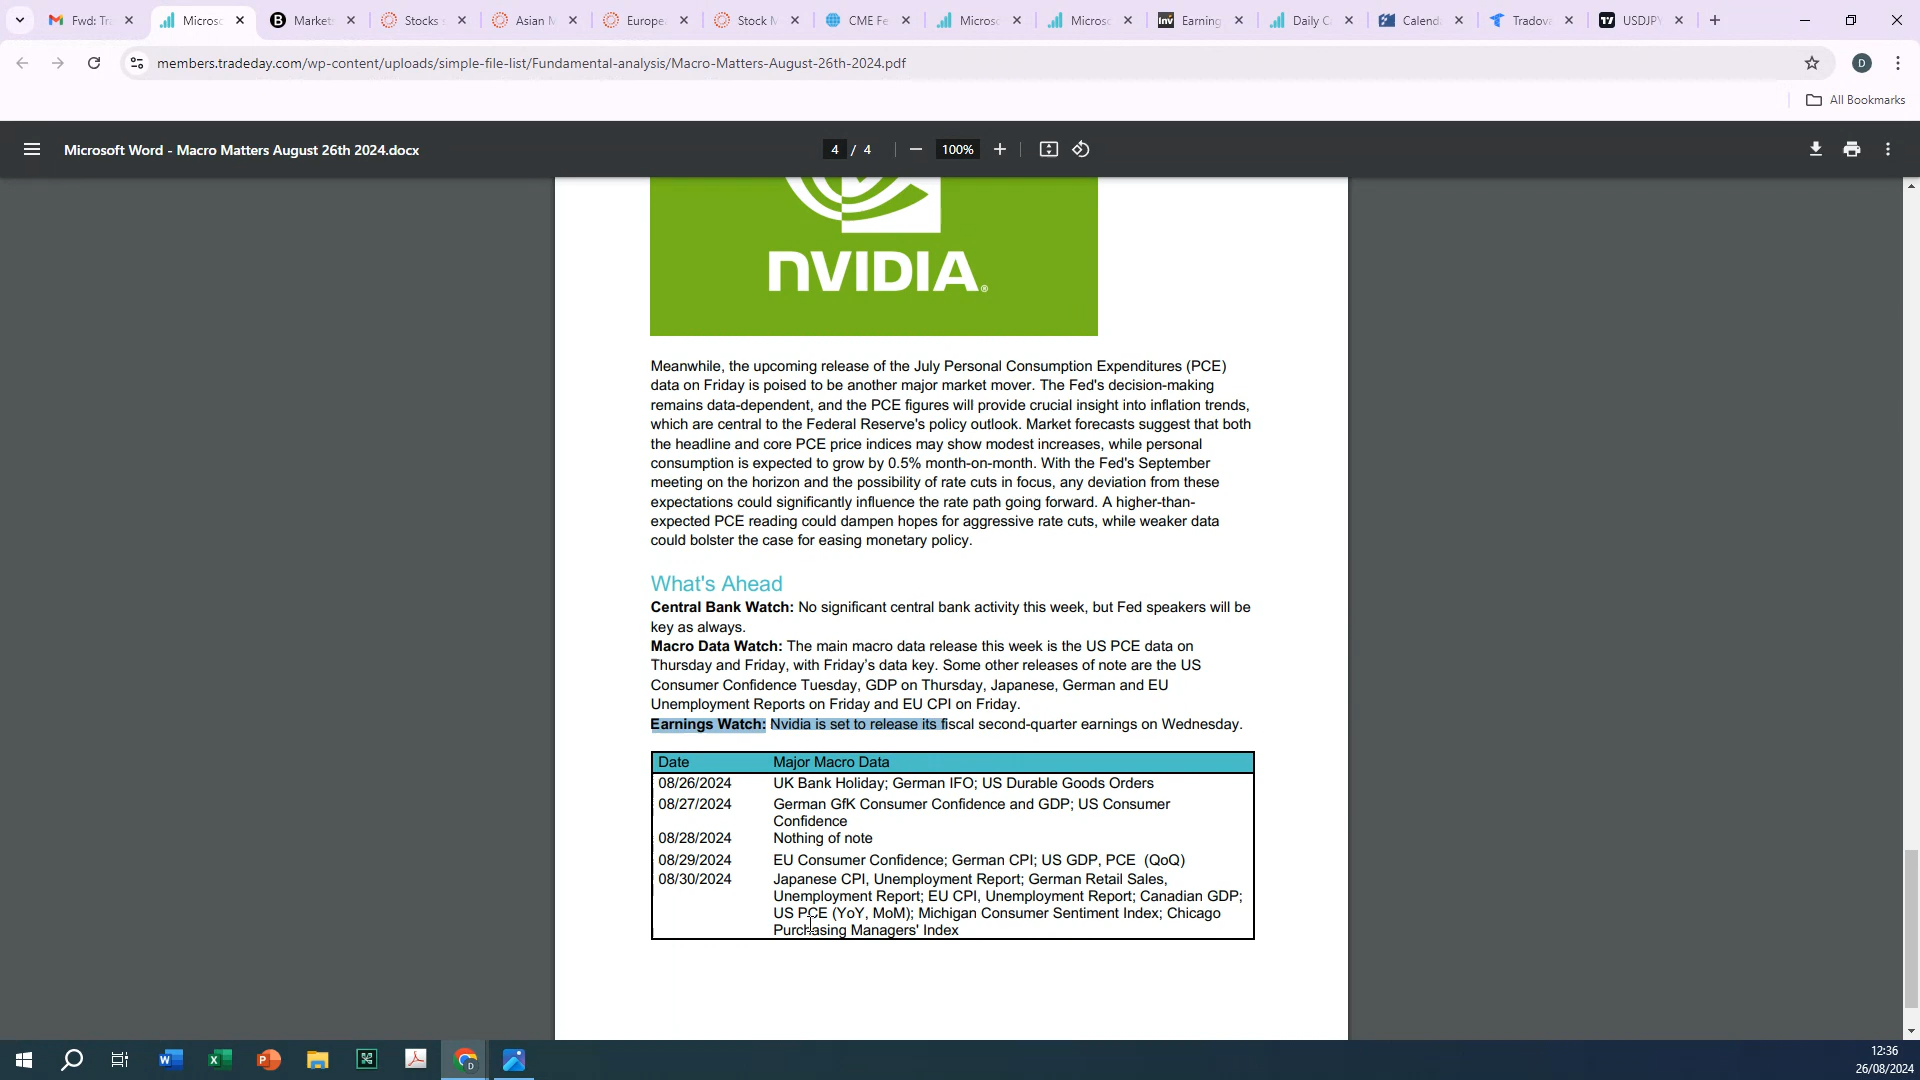 Fwd: Tra
Micros
Market
Stocks s
Asian M
Europe
Stock M
CME Fe
Micros
Micros
Earning
Daily C
Calend
Tradov
USDJPY
members.tradeday.com/wp-content/uploads/simple-file-list/Fundamental-analysis/Macro-Matters-August-26th-2024.pdf
D
All Bookmarks
Microsoft Word - Macro Matters August 26th 2024.docx
4 / 4
100%
NVIDIA®
Meanwhile, the upcoming release of the July Personal Consumption Expenditures (PCE)
data on Friday is poised to be another major market mover. The Fed's decision-making
remains data-dependent, and the PCE figures will provide crucial insight into inflation trends,
which are central to the Federal Reserve's policy outlook. Market forecasts suggest that both
the headline and core PCE price indices may show modest increases, while personal
consumption is expected to grow by 0.5% month-on-month. With the Fed's September
meeting on the horizon and the possibility of rate cuts in focus, any deviation from these
expectations could significantly influence the rate path going forward. A higher-than-
expected PCE reading could dampen hopes for aggressive rate cuts, while weaker data
could bolster the case for easing monetary policy.
What's Ahead
Central Bank Watch: No significant central bank activity this week, but Fed speakers will be
key as always.
Macro Data Watch: The main macro data release this week is the US PCE data on
Thursday and Friday, with Friday's data key. Some other releases of note are the US
Consumer Confidence Tuesday, GDP on Thursday, Japanese, German and EU
Unemployment Reports on Friday and EU CPI on Friday.
Earnings Watch: Nvidia is set to release its fiscal second-quarter earnings on Wednesday.
Date Major Macro Data
08/26/2024 UK Bank Holiday; German IFO; US Durable Goods Orders
08/27/2024 German GfK Consumer Confidence and GDP; US Consumer
Confidence
08/28/2024 Nothing of note
08/29/2024 EU Consumer Confidence; German CPI; US GDP, PCE (QoQ)
08/30/2024 Japanese CPI, Unemployment Report; German Retail Sales,
Unemployment Report; EU CPI, Unemployment Report; Canadian GDP;
US PCE (YoY, MoM); Michigan Consumer Sentiment Index; Chicago
Purchasing Managers' Index
12:36
26/08/2024